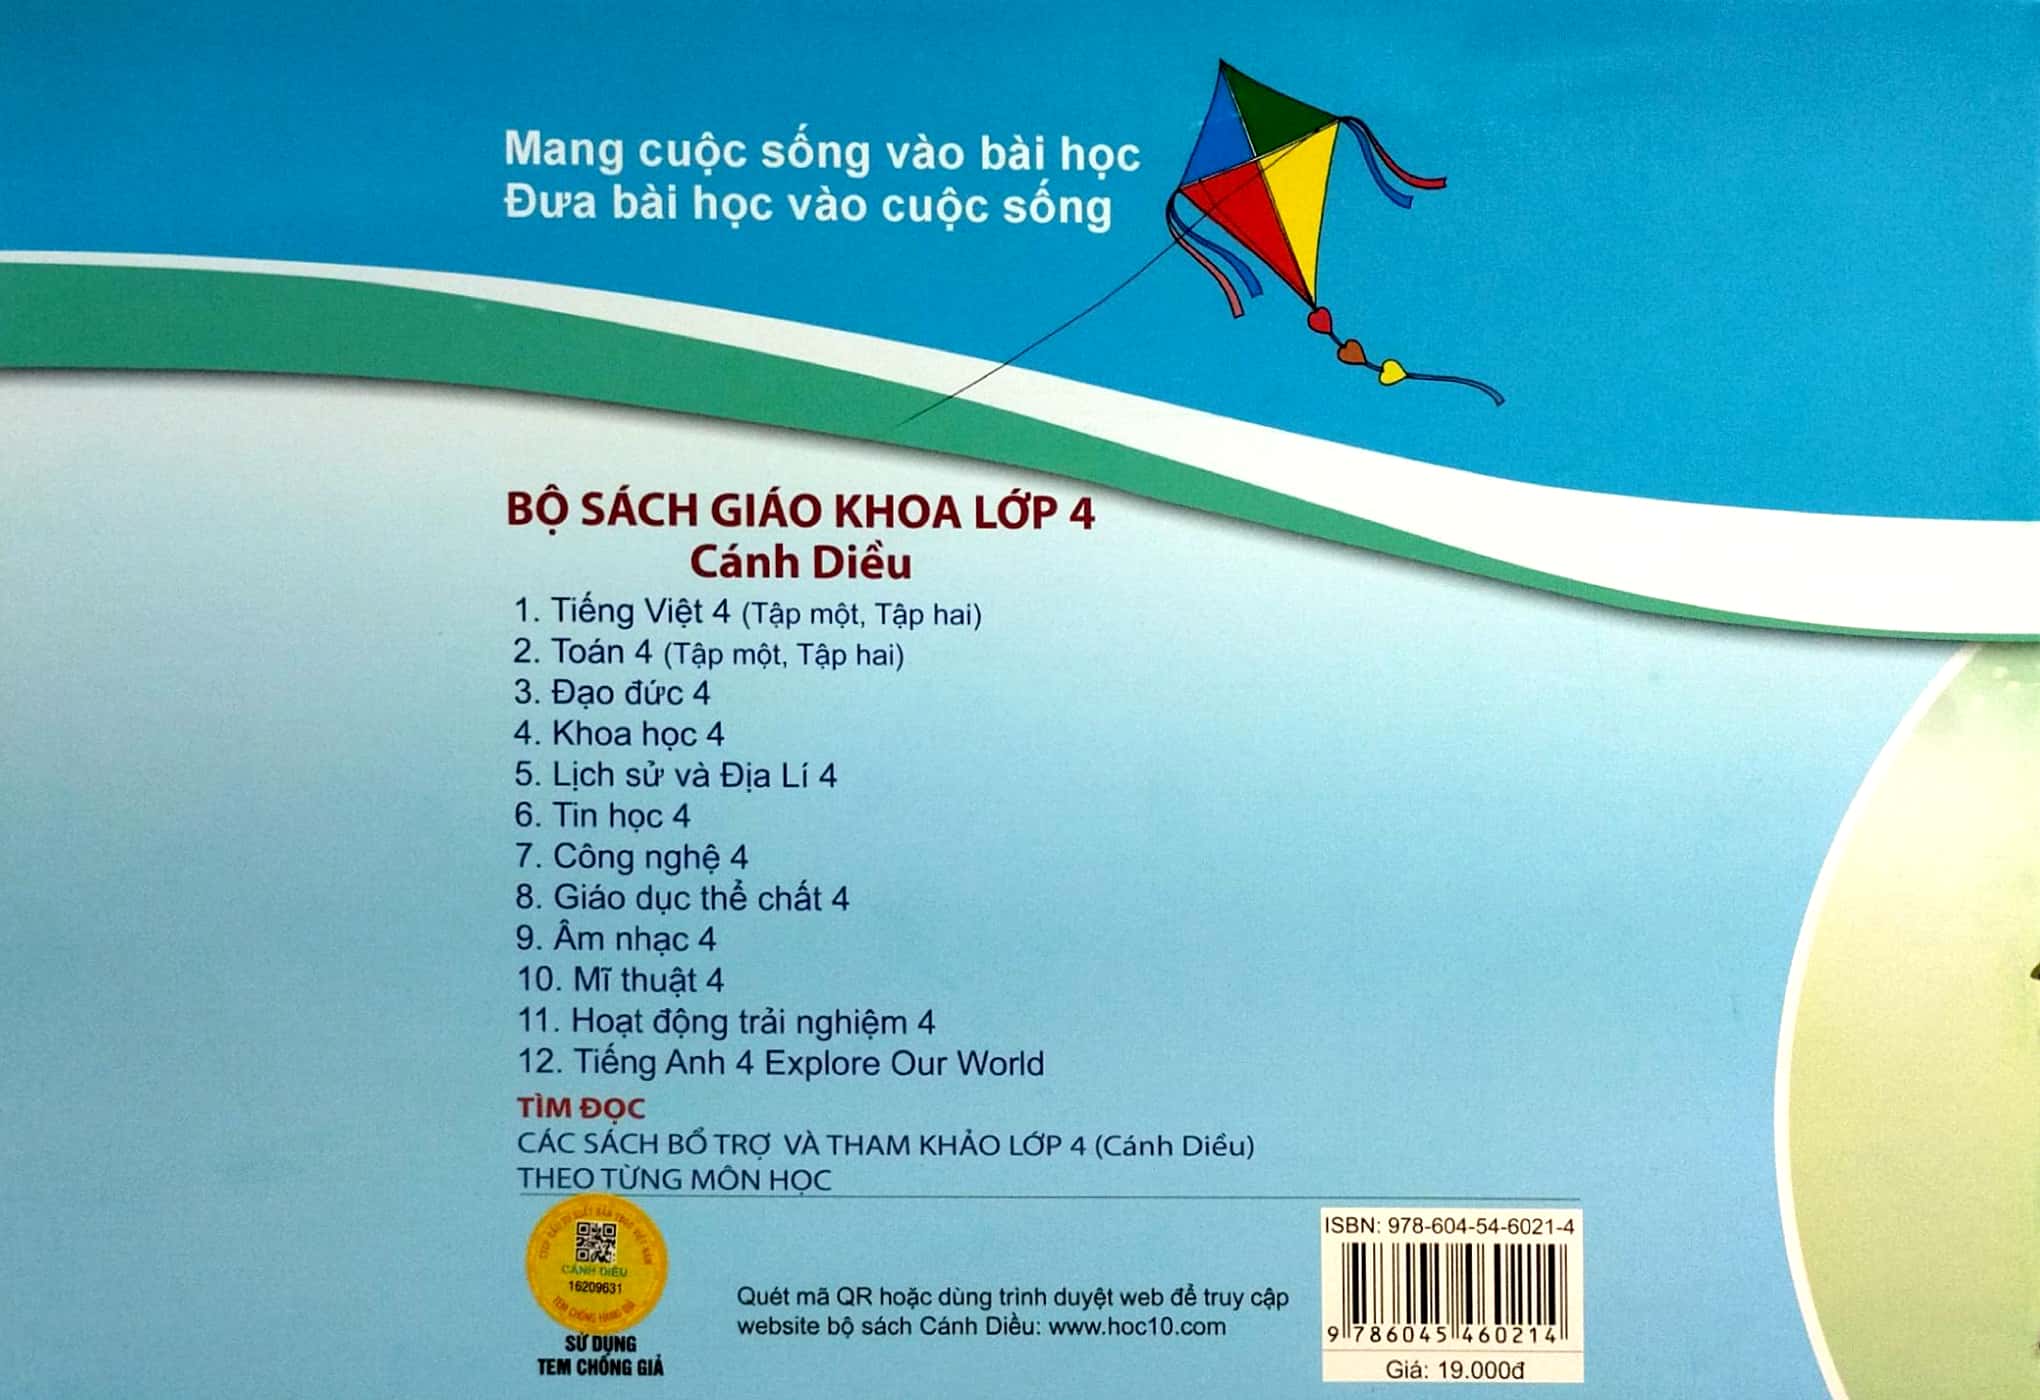 Mang cuộc sống vào bài học
Đưa bài học vào cuộc sống
BỘ SÁCH GIÁO KHOA LỚP 4
Cánh Diều
1. Tiếng Việt 4 (Tập một, Tập hai)
2. Toán 4 (Tập một, Tập hai)
3. Đạo đức 4
4. Khoa học 4
5. Lịch sử và Địa Lí 4
6. Tin học 4
7. Công nghệ 4
8. Giáo dục thể chất 4
9. Âm nhạc 4
10. Mĩ thuật 4
11. Hoạt động trải nghiệm 4
12. Tiếng Anh 4 Explore Our World
TÌM ĐỌC
CÁC SÁCH BỔ TRỢ VÀ THAM KHẢO LỚP 4 (Cánh Diều)
THEO TỪNG MÔN HỌC
CÁNH DIỀU
16209631
TEM CHỐNG HÀNG GIẢ
SỬ DỤNG
TEM CHỐNG GIẢ
Quét mã QR hoặc dùng trình duyệt web để truy cập
website bộ sách Cánh Diều: www.hoc10.com
ISBN: 978-604-54-6021-4
9 786045 460214
Giá: 19.000đ